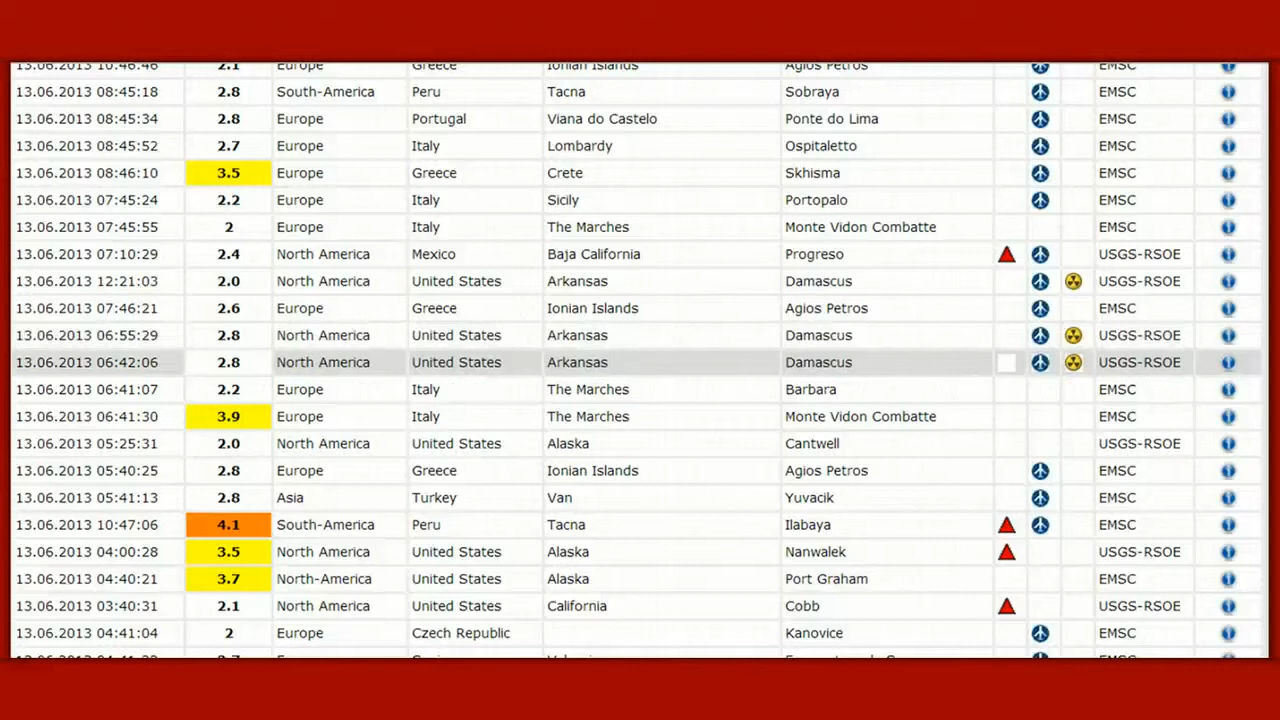 13.06.2013 10:46:46 2.1 Europe Greece Ionian Islands Agios Petros EMSC
13.06.2013 08:45:18 2.8 South-America Peru Tacna Sobraya EMSC
13.06.2013 08:45:34 2.8 Europe Portugal Viana do Castelo Ponte do Lima EMSC
13.06.2013 08:45:52 2.7 Europe Italy Lombardy Ospitaletto EMSC
13.06.2013 08:46:10 3.5 Europe Greece Crete Skhisma EMSC
13.06.2013 07:45:24 2.2 Europe Italy Sicily Portopalo EMSC
13.06.2013 07:45:55 2 Europe Italy The Marches Monte Vidon Combatte EMSC
13.06.2013 07:10:29 2.4 North America Mexico Baja California Progreso USGS-RSOE
13.06.2013 12:21:03 2.0 North America United States Arkansas Damascus USGS-RSOE
13.06.2013 07:46:21 2.6 Europe Greece Ionian Islands Agios Petros EMSC
13.06.2013 06:55:29 2.8 North America United States Arkansas Damascus USGS-RSOE
13.06.2013 06:42:06 2.8 North America United States Arkansas Damascus USGS-RSOE
13.06.2013 06:41:07 2.2 Europe Italy The Marches Barbara EMSC
13.06.2013 06:41:30 3.9 Europe Italy The Marches Monte Vidon Combatte EMSC
13.06.2013 05:25:31 2.0 North America United States Alaska Cantwell USGS-RSOE
13.06.2013 05:40:25 2.8 Europe Greece Ionian Islands Agios Petros EMSC
13.06.2013 05:41:13 2.8 Asia Turkey Van Yuvacik EMSC
13.06.2013 10:47:06 4.1 South-America Peru Tacna Ilabaya EMSC
13.06.2013 04:00:28 3.5 North America United States Alaska Nanwalek USGS-RSOE
13.06.2013 04:40:21 3.7 North-America United States Alaska Port Graham EMSC
13.06.2013 03:40:31 2.1 North America United States California Cobb USGS-RSOE
13.06.2013 04:41:04 2 Europe Czech Republic Kanovice EMSC